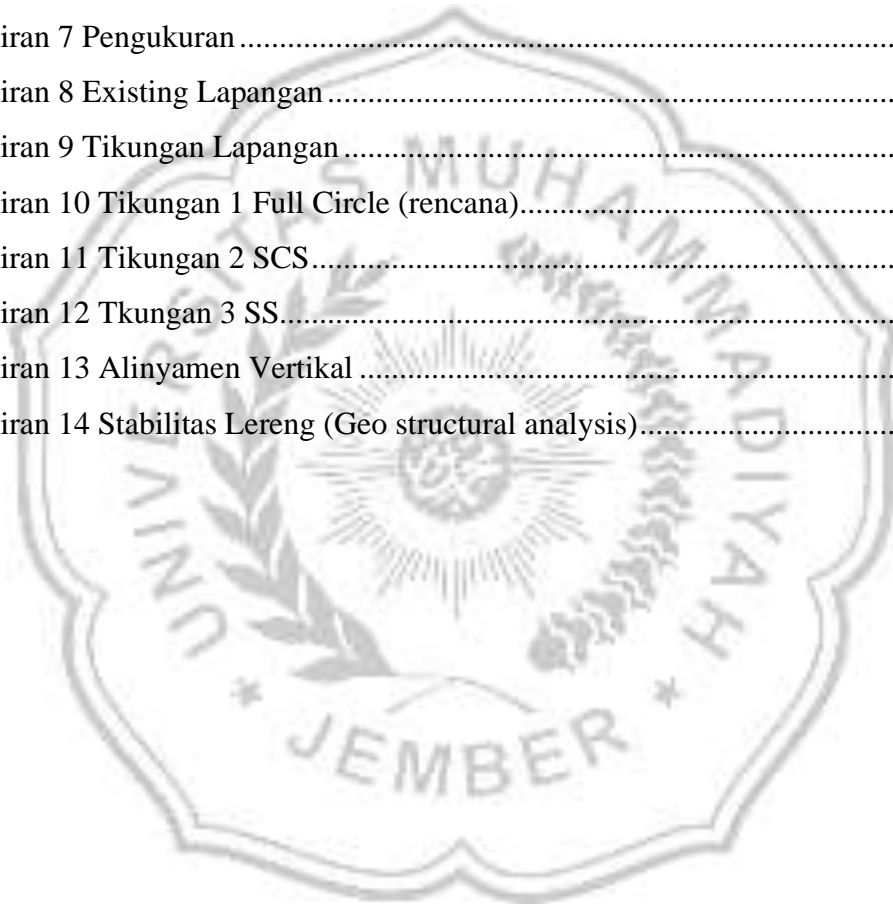 iran 7 Pengukuran
iran 8 Existing Lapangan
iran 9 Tikungan Lapangan
iran 10 Tikungan 1 Full Circle (rencana)
iran 11 Tikungan 2 SCS
iran 12 Tkungan 3 SS
iran 13 Alinyamen Vertikal
iran 14 Stabilitas Lereng (Geo structural analysis)
UNIVERSITAS MUHAMMADIYAH
* JEMBER *